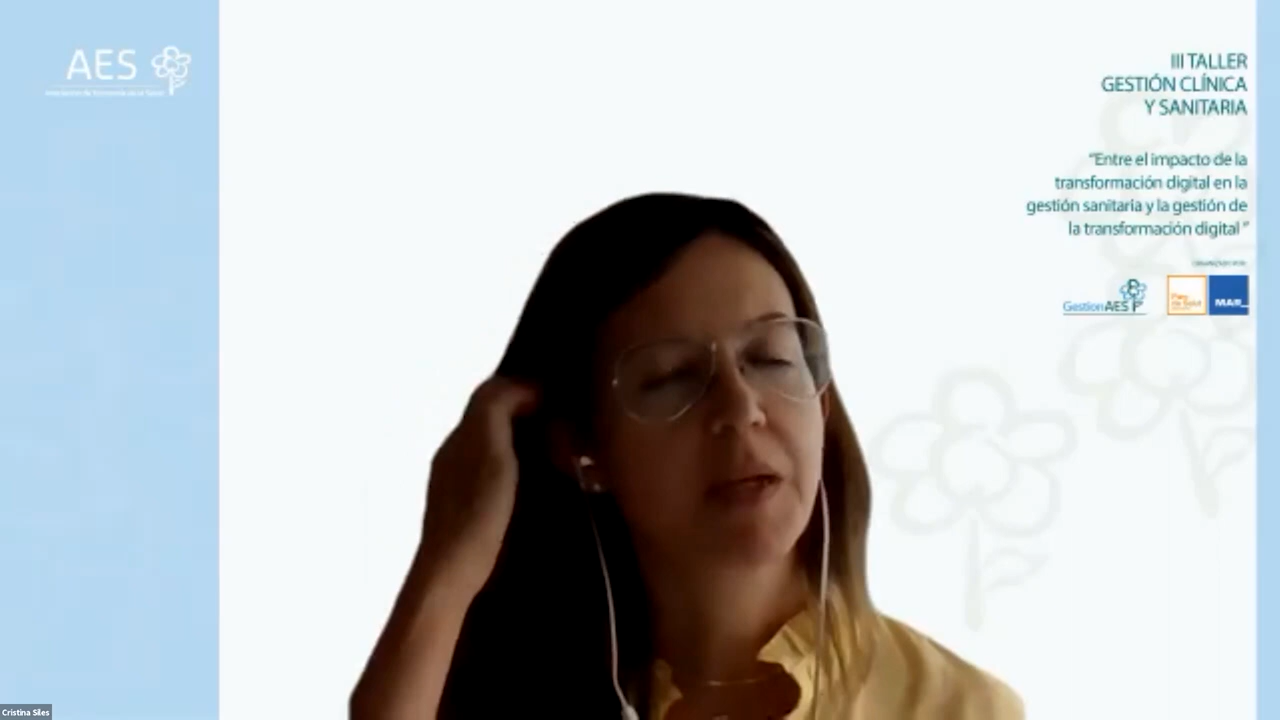 AES
III TALLER
GESTIÓN CLÍNICA
Y SANITARIA
"Entre el impacto de la
transformación digital en la
gestión sanitaria y la gestión de
la transformación digital"
GestionAES
MAR
Cristina Siles